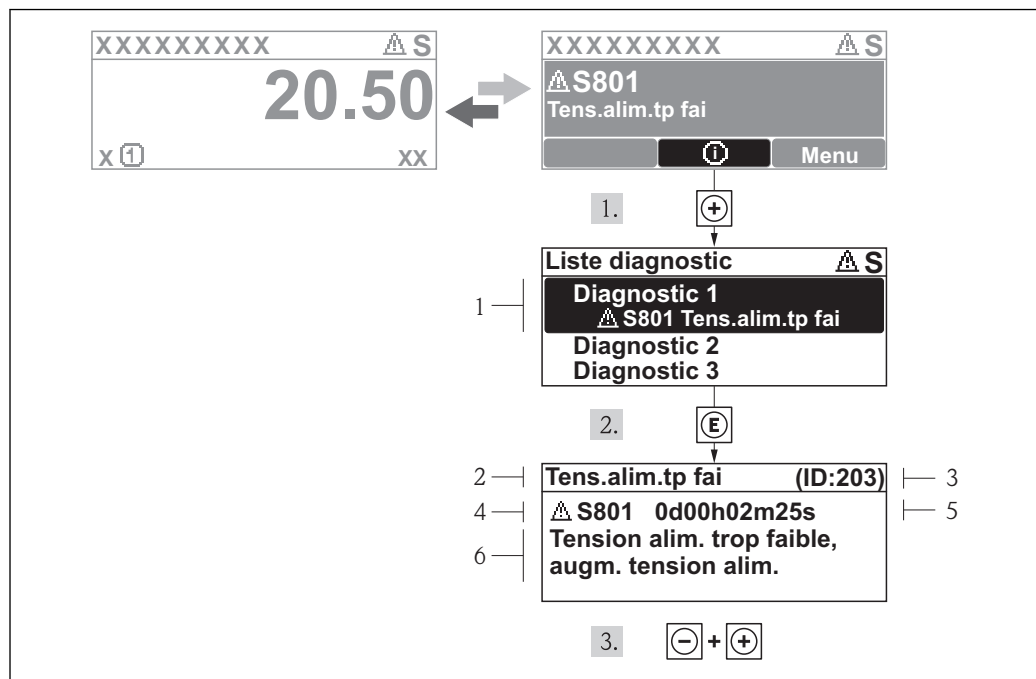 XXXXXXXXX ⚠ S
20.50
X ① XX
XXXXXXXXX ⚠ S
⚠ S801
Tens.alim.tp fai
ⓘ Menu
1. +
Liste diagnostic ⚠ S
1
Diagnostic 1
⚠ S801 Tens.alim.tp fai
Diagnostic 2
Diagnostic 3
2. E
2 Tens.alim.tp fai (ID:203) 3
4 ⚠ S801 0d00h02m25s 5
6 Tension alim. trop faible,
augm. tension alim.
3. - + +